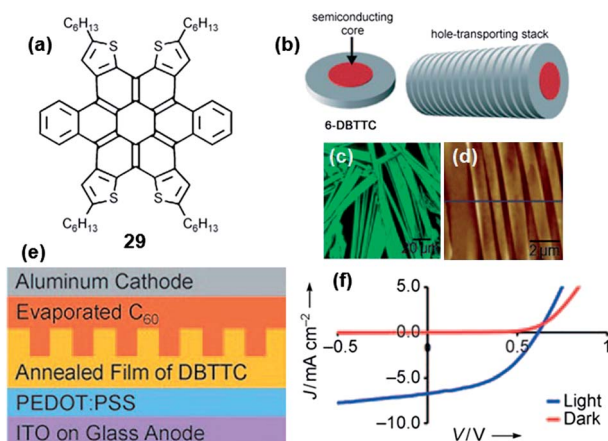 (a)
C₆H₁₃
C₆H₁₃
S
S
S
S
C₆H₁₃
C₆H₁₃
29
(b)
semiconducting
core
hole-transporting stack
6-DBTTC
(c)
20 µm
(d)
2 µm
(e)
Aluminum Cathode
Evaporated C₆₀
Annealed Film of DBTTC
PEDOT:PSS
ITO on Glass Anode
(f)
J/mA cm⁻² →
5
0.0
-5.0
-10.0
-0.5
0
0.5
1
V/V →
Light
Dark